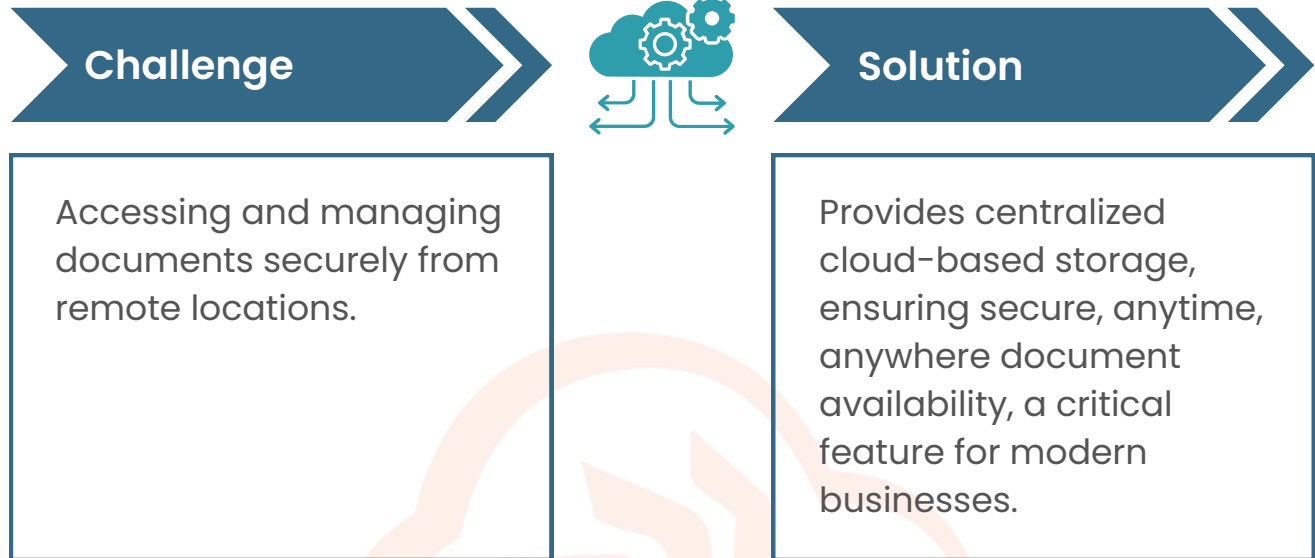 Challenge
Accessing and managing
documents securely from
remote locations.
Solution
Provides centralized
cloud-based storage,
ensuring secure, anytime,
anywhere document
availability, a critical
feature for modern
businesses.